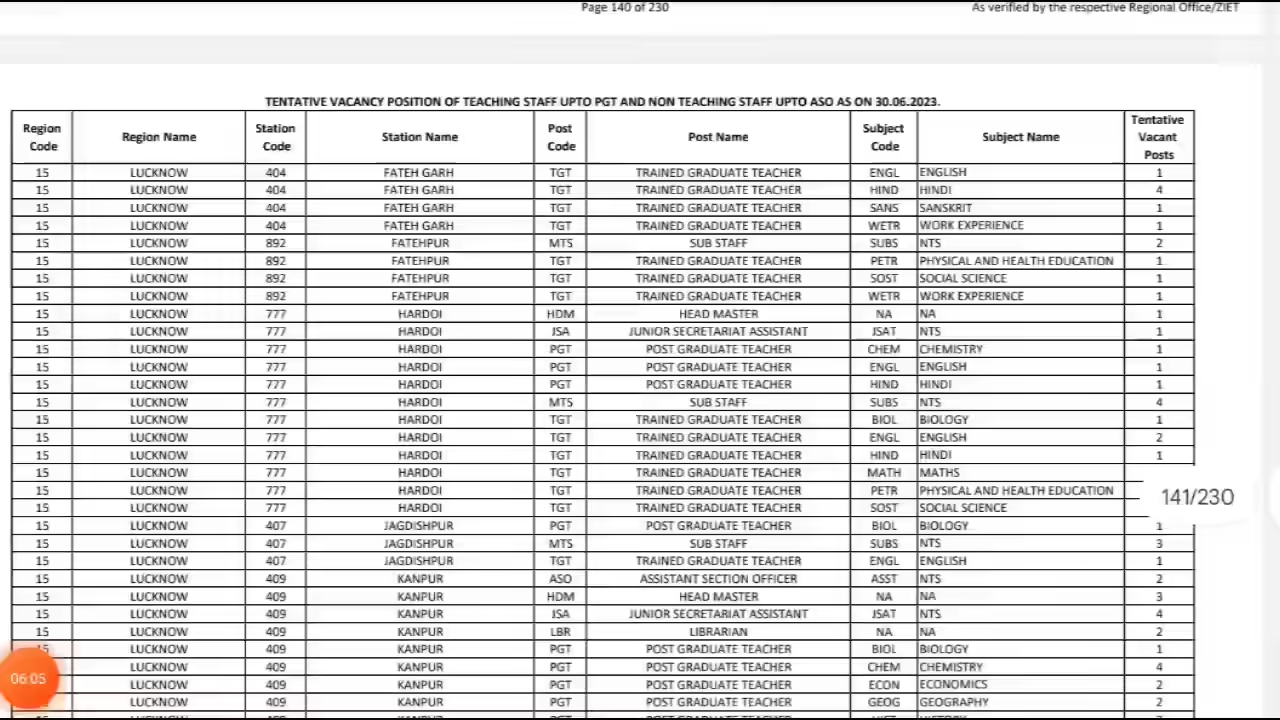 Page 140 of 230 As verified by the respective Regional Office/ZIET
TENTATIVE VACANCY POSITION OF TEACHING STAFF UPTO PGT AND NON TEACHING STAFF UPTO ASO AS ON 30.06.2023.
Region Code Region Name Station Code Station Name Post Code Post Name Subject Code Subject Name Tentative Vacant Posts
15 LUCKNOW 404 FATEH GARH TGT TRAINED GRADUATE TEACHER ENGL ENGLISH 1
15 LUCKNOW 404 FATEH GARH TGT TRAINED GRADUATE TEACHER HIND HINDI 4
15 LUCKNOW 404 FATEH GARH TGT TRAINED GRADUATE TEACHER SANS SANSKRIT 1
15 LUCKNOW 404 FATEH GARH TGT TRAINED GRADUATE TEACHER WETR WORK EXPERIENCE 1
15 LUCKNOW 892 FATEHPUR MTS SUB STAFF SUBS NTS 2
15 LUCKNOW 892 FATEHPUR TGT TRAINED GRADUATE TEACHER PETR PHYSICAL AND HEALTH EDUCATION 1
15 LUCKNOW 892 FATEHPUR TGT TRAINED GRADUATE TEACHER SOST SOCIAL SCIENCE 1
15 LUCKNOW 892 FATEHPUR TGT TRAINED GRADUATE TEACHER WETR WORK EXPERIENCE 1
15 LUCKNOW 777 HARDOI HDM HEAD MASTER NA NA 1
15 LUCKNOW 777 HARDOI JSA JUNIOR SECRETARIAT ASSISTANT JSAT NTS 1
15 LUCKNOW 777 HARDOI PGT POST GRADUATE TEACHER CHEM CHEMISTRY 1
15 LUCKNOW 777 HARDOI PGT POST GRADUATE TEACHER ENGL ENGLISH 1
15 LUCKNOW 777 HARDOI PGT POST GRADUATE TEACHER HIND HINDI 1
15 LUCKNOW 777 HARDOI MTS SUB STAFF SUBS NTS 4
15 LUCKNOW 777 HARDOI TGT TRAINED GRADUATE TEACHER BIOL BIOLOGY 1
15 LUCKNOW 777 HARDOI TGT TRAINED GRADUATE TEACHER ENGL ENGLISH 2
15 LUCKNOW 777 HARDOI TGT TRAINED GRADUATE TEACHER HIND HINDI 1
15 LUCKNOW 777 HARDOI TGT TRAINED GRADUATE TEACHER MATH MATHS
15 LUCKNOW 777 HARDOI TGT TRAINED GRADUATE TEACHER PETR PHYSICAL AND HEALTH EDUCATION
141/230
15 LUCKNOW 777 HARDOI TGT TRAINED GRADUATE TEACHER SOST SOCIAL SCIENCE
15 LUCKNOW 407 JAGDISHPUR PGT POST GRADUATE TEACHER BIOL BIOLOGY 1
15 LUCKNOW 407 JAGDISHPUR MTS SUB STAFF SUBS NTS 3
15 LUCKNOW 407 JAGDISHPUR TGT TRAINED GRADUATE TEACHER ENGL ENGLISH 1
15 LUCKNOW 409 KANPUR ASO ASSISTANT SECTION OFFICER ASST NTS 2
15 LUCKNOW 409 KANPUR HDM HEAD MASTER NA NA 3
15 LUCKNOW 409 KANPUR JSA JUNIOR SECRETARIAT ASSISTANT JSAT NTS 4
15 LUCKNOW 409 KANPUR LBR LIBRARIAN NA NA 2
15 LUCKNOW 409 KANPUR PGT POST GRADUATE TEACHER BIOL BIOLOGY 1
LUCKNOW 409 KANPUR PGT POST GRADUATE TEACHER CHEM CHEMISTRY 4
06:05
LUCKNOW 409 KANPUR PGT POST GRADUATE TEACHER ECON ECONOMICS 2
LUCKNOW 409 KANPUR PGT POST GRADUATE TEACHER GEOG GEOGRAPHY 2